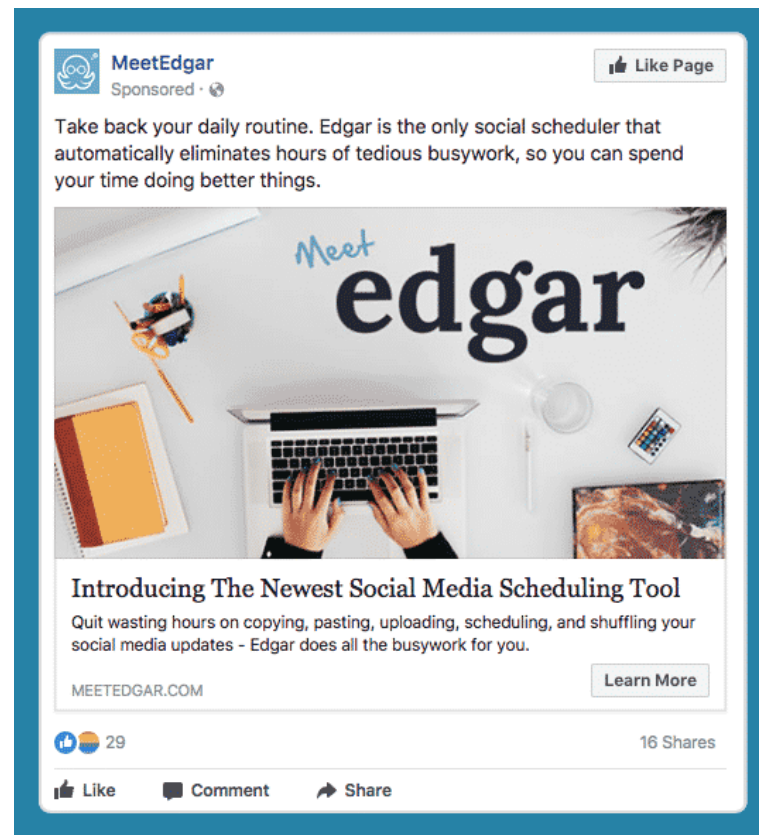 MeetEdgar
Sponsored ·
Like Page
Take back your daily routine. Edgar is the only social scheduler that
automatically eliminates hours of tedious busywork, so you can spend
your time doing better things.
Meet
edgar
Introducing The Newest Social Media Scheduling Tool
Quit wasting hours on copying, pasting, uploading, scheduling, and shuffling your
social media updates - Edgar does all the busywork for you.
MEETEDGAR.COM
Learn More
29
16 Shares
Like
Comment
Share